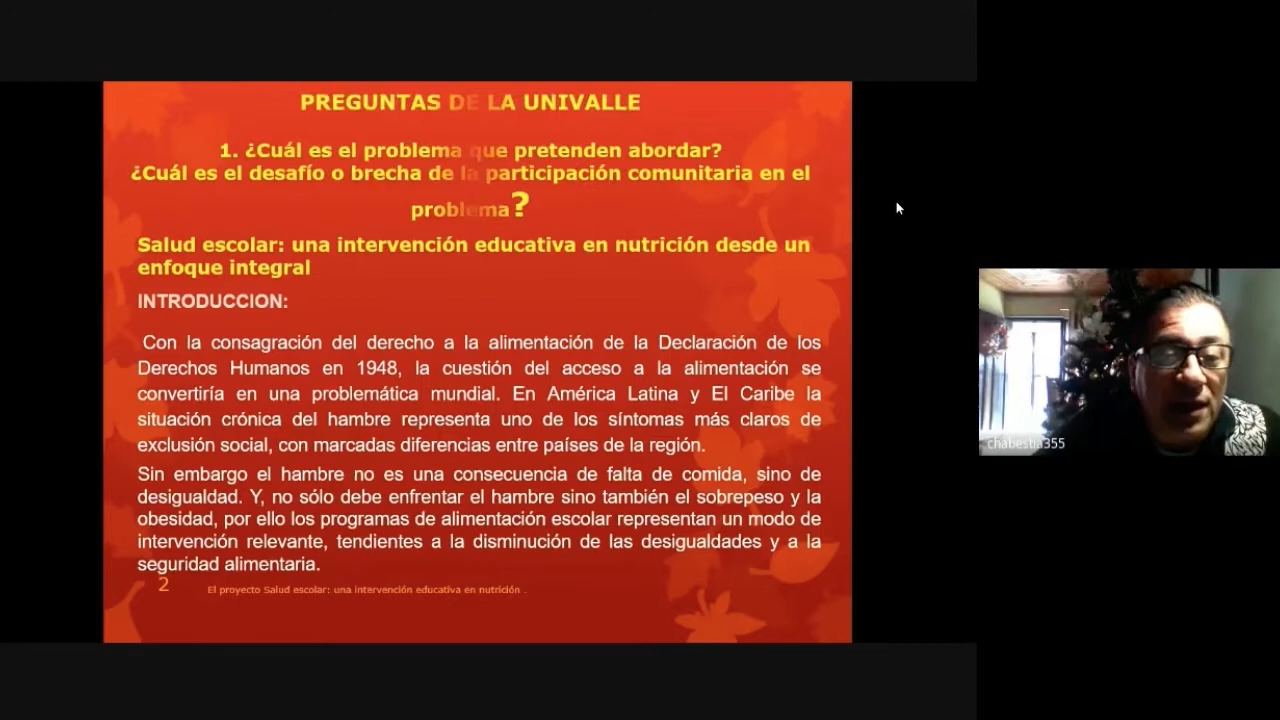 PREGUNTAS DE LA UNIVALLE
1. ¿Cuál es el problema que pretenden abordar?
¿Cuál es el desafío o brecha de la participación comunitaria en el
problema?
Salud escolar: una intervención educativa en nutrición desde un
enfoque integral
INTRODUCCION:
Con la consagración del derecho a la alimentación de la Declaración de los
Derechos Humanos en 1948, la cuestión del acceso a la alimentación se
convertiría en una problemática mundial. En América Latina y El Caribe la
situación crónica del hambre representa uno de los síntomas más claros de
exclusión social, con marcadas diferencias entre países de la región.
Sin embargo el hambre no es una consecuencia de falta de comida, sino de
desigualdad. Y, no sólo debe enfrentar el hambre sino también el sobrepeso y la
obesidad, por ello los programas de alimentación escolar representan un modo de
intervención relevante, tendientes a la disminución de las desigualdades y a la
seguridad alimentaria.
2 El proyecto Salud escolar: una intervención educativa en nutrición .
chabestia355